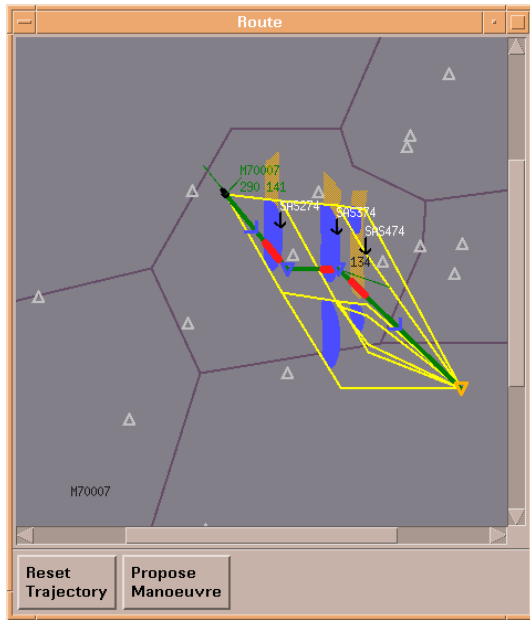 Route
M70007
290 141
SAS274
SAS374
SAS474
134
M70007
Reset
Trajectory
Propose
Manoeuvre